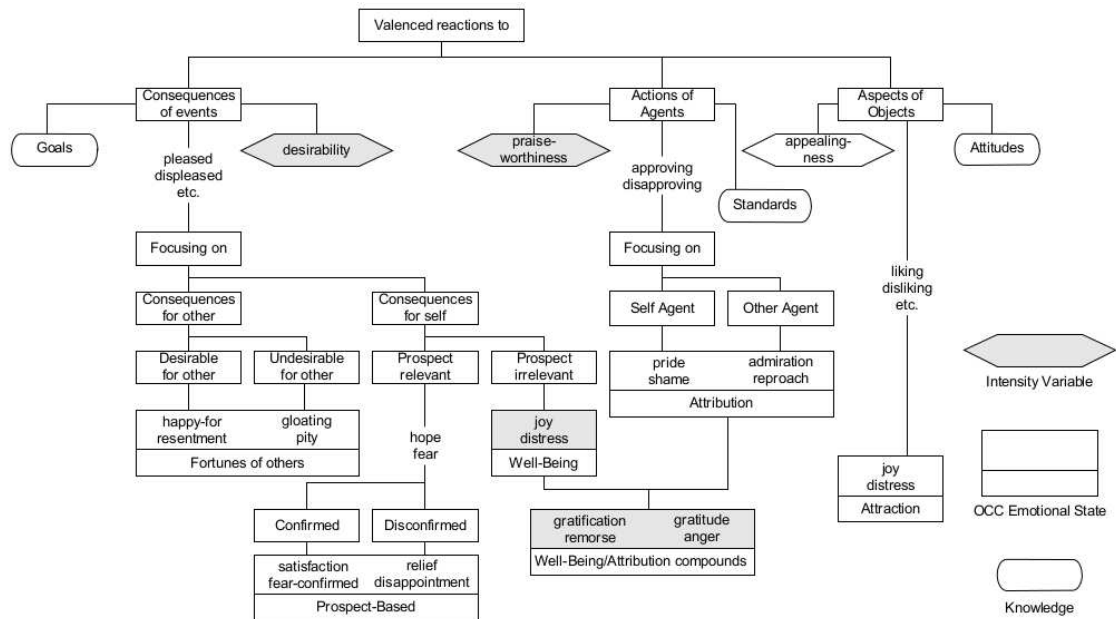 Valenced reactions to
Consequences
of events
Actions of
Agents
Aspects of
Objects
Goals
desirability
praise-
worthiness
appealing-
ness
Attitudes
pleased
displeased
etc.
approving
disapproving
Standards
Focusing on
Focusing on
liking
disliking
etc.
Consequences
for other
Consequences
for self
Self Agent
Other Agent
Desirable
for other
Undesirable
for other
Prospect
relevant
Prospect
irrelevant
pride
shame
admiration
reproach
Attribution
Intensity Variable
happy-for
resentment
gloating
pity
Fortunes of others
hope
fear
joy
distress
Well-Being
joy
distress
Attraction
OCC Emotional State
Confirmed
Disconfirmed
gratification
remorse
gratitude
anger
Well-Being/Attribution compounds
satisfaction
fear-confirmed
relief
disappointment
Prospect-Based
Knowledge